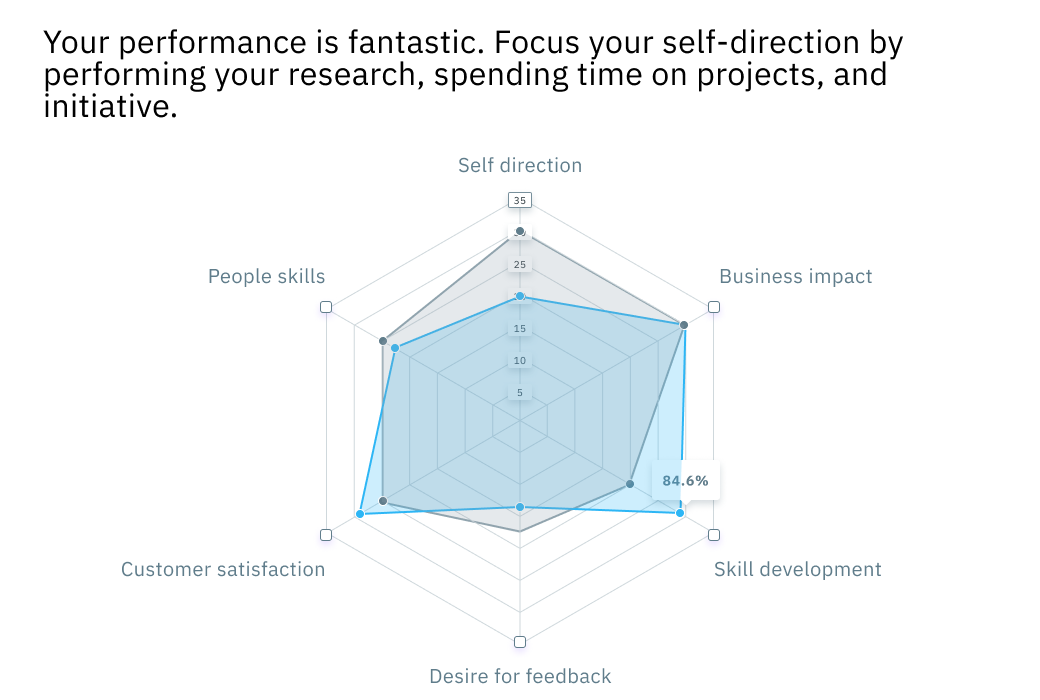 Your performance is fantastic. Focus your self-direction by
performing your research, spending time on projects, and
initiative.
Self direction
35
25
People skills
Business impact
15
10
5
84.6%
Customer satisfaction
Skill development
Desire for feedback